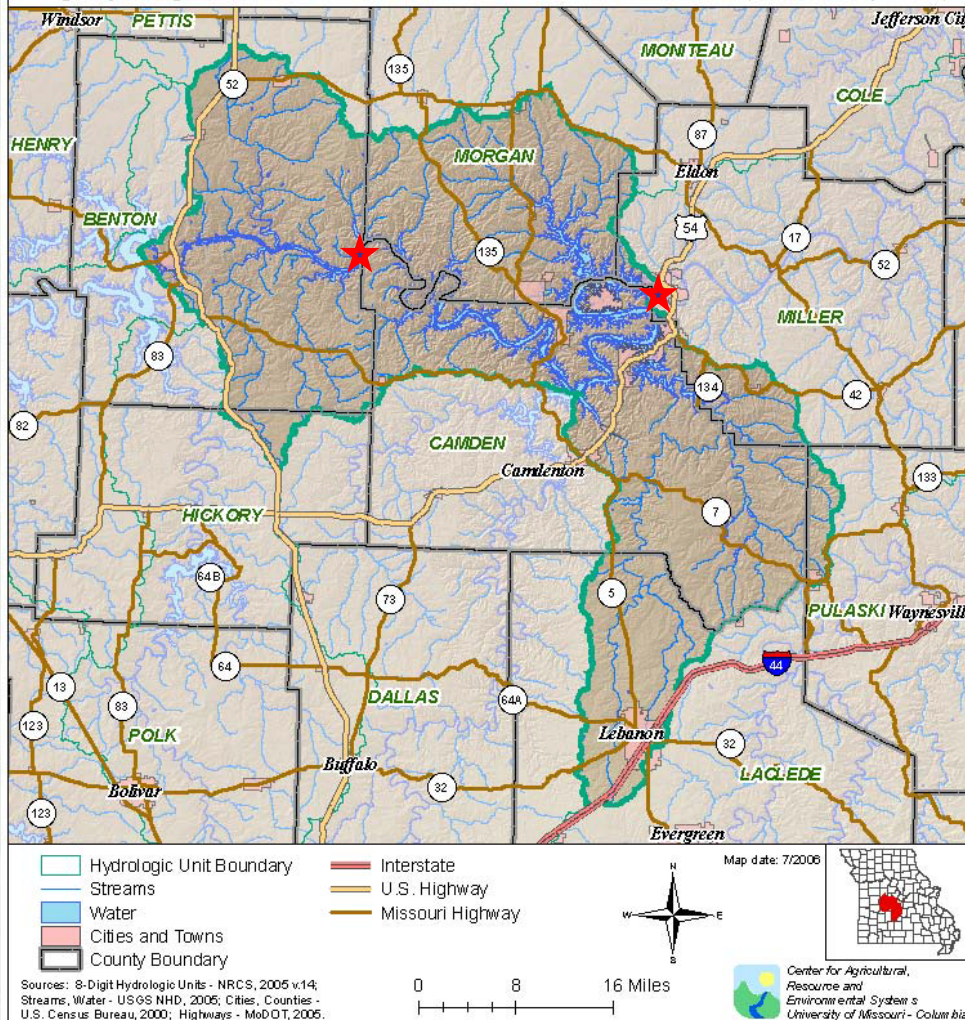 Windsor
PETTIS
Jefferson Cit
MONITEAU
135
52
COLE
87
HENRY
MORGAN
Eldon
BENTON
54
17
135
52
MILLER
83
134
42
82
CAMDEN
Camdenton
133
HICKORY
7
64B
73
5
PULASKI
Waynesvill
64
44
13
DALLAS
64A
83
123
POLK
Lebanon
32
Buffalo
LACLEDE
Bolivar
32
123
Evergreen
Hydrologic Unit Boundary
Streams
Water
Cities and Towns
County Boundary
Interstate
U.S. Highway
Missouri Highway
N
W
E
S
Map date: 7/2006
Sources: 8-Digit Hydrologic Units - NRCS, 2005 v.14;
Streams, Water - USGS NHD, 2005; Cities, Counties -
U.S. Census Bureau, 2000; Highways - MoDOT, 2005.
0 8 16 Miles
Center for Agricultural,
Resource and
Environmental Systems
University of Missouri - Columbia